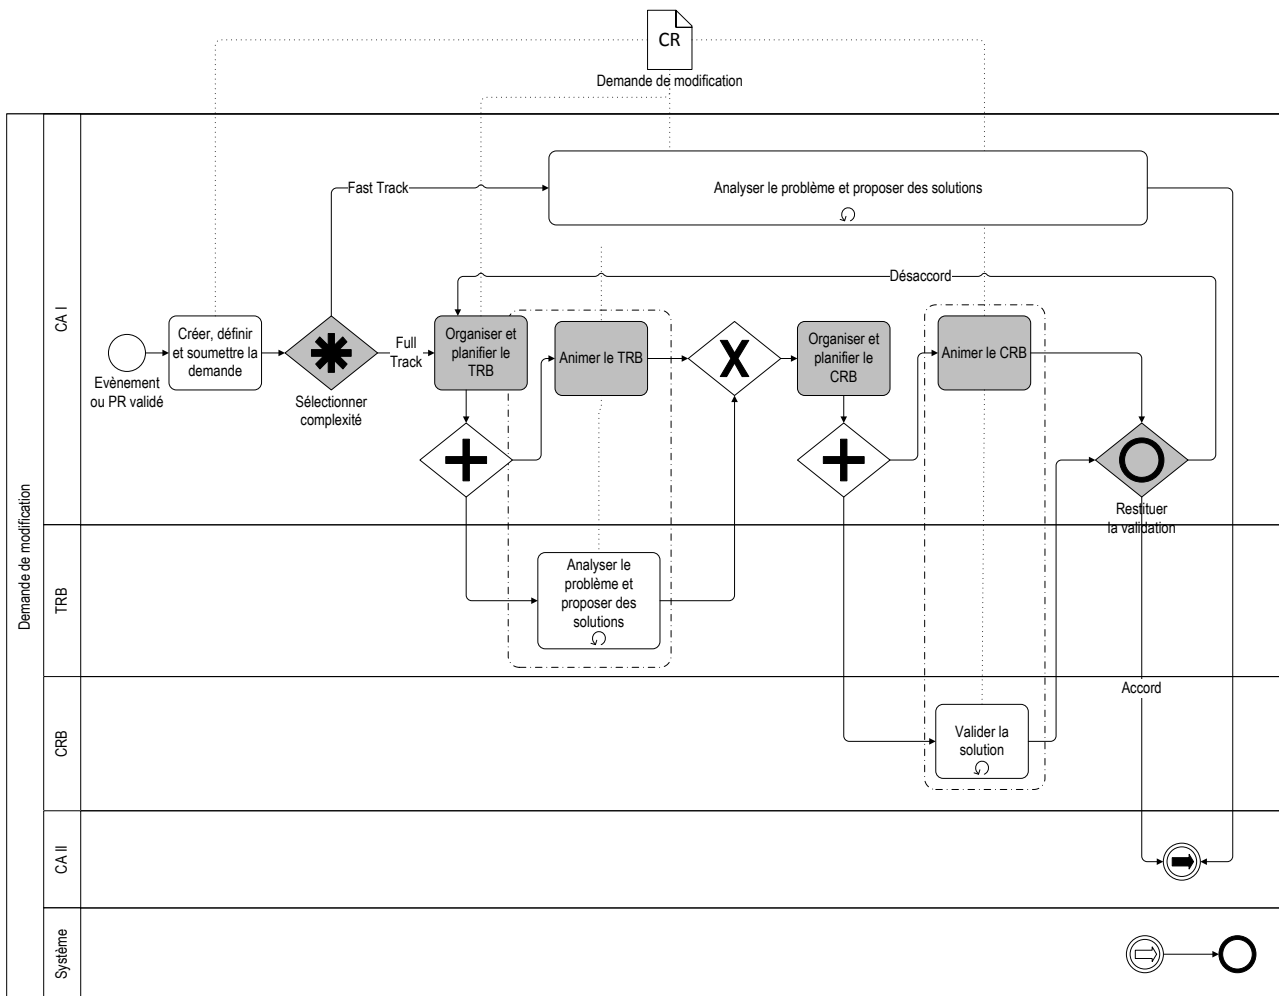 CR
Demande de modification
Demande de modification
CA I
TRB
CRB
CA II
Système
Fast Track
Analyser le problème et proposer des solutions
Désaccord
Evènement
ou PR validé
Créer, définir
et soumettre la
demande
Sélectionner
complexité
Full
Track
Organiser et
planifier le
TRB
Animer le TRB
X
Organiser et
planifier le
CRB
Animer le CRB
Restituer
la validation
Analyser le
problème et
proposer des
solutions
Accord
Valider la
solution